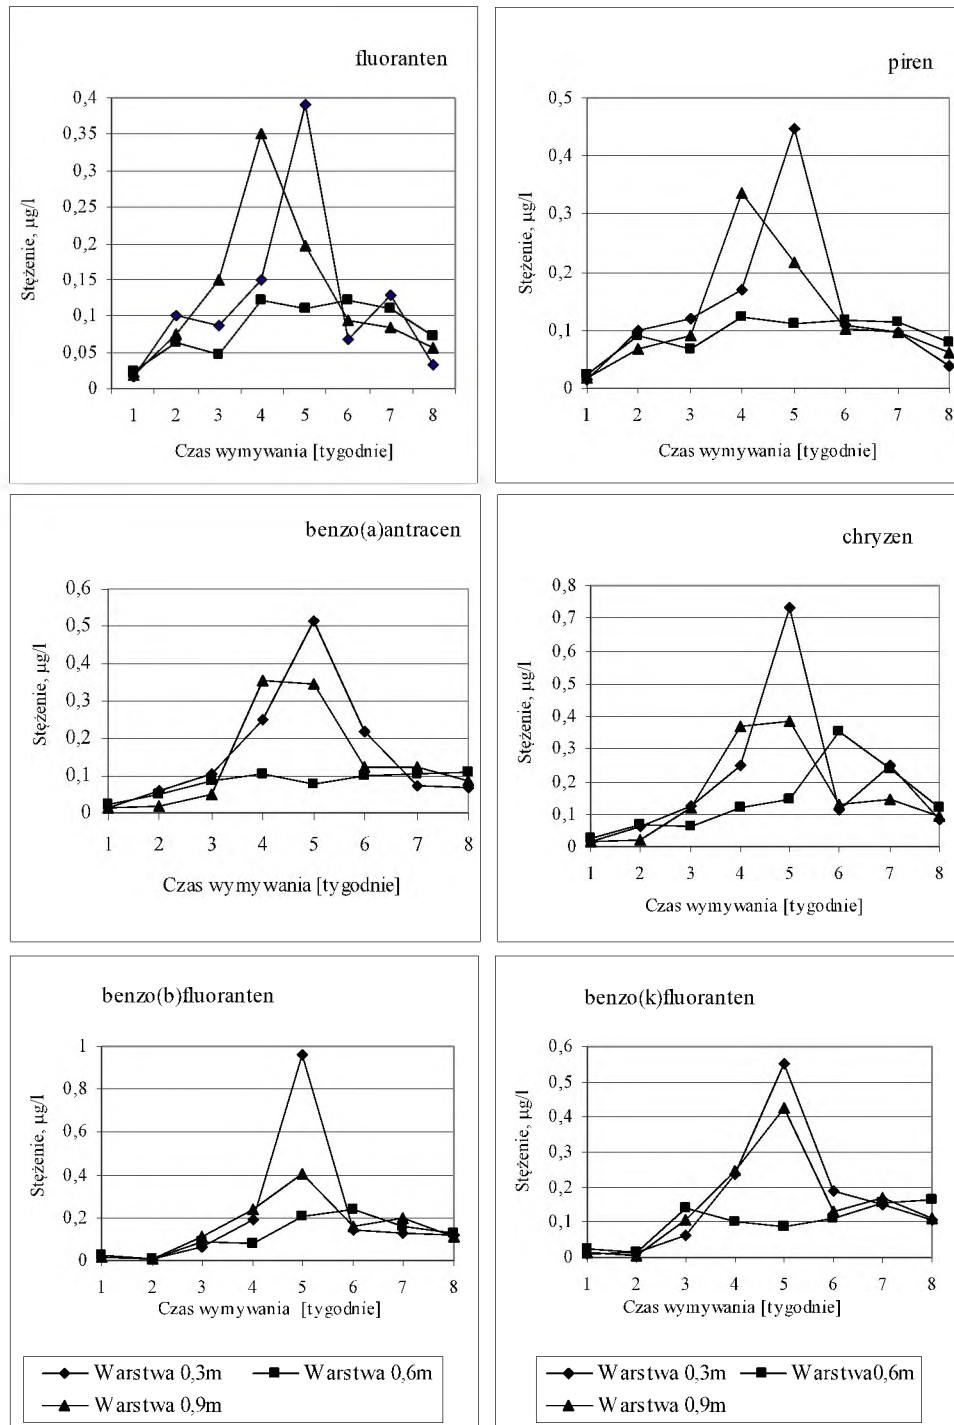 fluoranten
Stężenie, µg/l
0,4
0,35
0,3
0,25
0,2
0,15
0,1
0,05
0
1 2 3 4 5 6 7 8
Czas wymywania [tygodnie]
piren
Stężenie, µg/l
0,5
0,4
0,3
0,2
0,1
0
1 2 3 4 5 6 7 8
Czas wymywania [tygodnie]
benzo(a)antracen
Stężenie, µg/l
0,6
0,5
0,4
0,3
0,2
0,1
0
1 2 3 4 5 6 7 8
Czas wymywania [tygodnie]
chryzen
Stężenie, µg/l
0,8
0,7
0,6
0,5
0,4
0,3
0,2
0,1
0
1 2 3 4 5 6 7 8
Czas wymywania [tygodnie]
benzo(b)fluoranten
Stężenie, µg/l
1
0,8
0,6
0,4
0,2
0
1 2 3 4 5 6 7 8
Czas wymywania [tygodnie]
Warstwa 0,3m Warstwa 0,6m
Warstwa 0,9m
benzo(k)fluoranten
Stężenie, µg/l
0,6
0,5
0,4
0,3
0,2
0,1
0
1 2 3 4 5 6 7 8
Czas wymywania [tygodnie]
Warstwa 0,3m Warstwa0,6m
Warstwa 0,9m